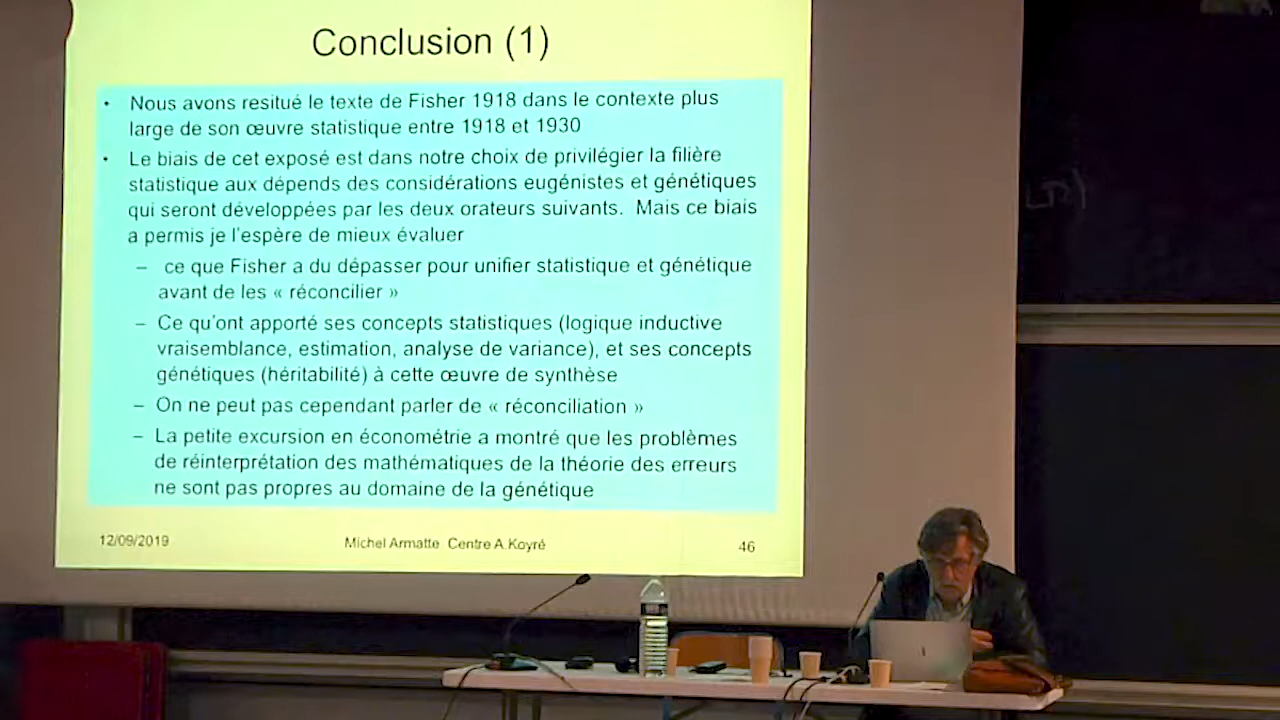 Conclusion (1)
• Nous avons resitué le texte de Fisher 1918 dans le contexte plus
large de son œuvre statistique entre 1918 et 1930
• Le biais de cet exposé est dans notre choix de privilégier la filière
statistique aux dépends des considérations eugénistes et génétiques
qui seront développées par les deux orateurs suivants. Mais ce biais
a permis je l'espère de mieux évaluer
– ce que Fisher a du dépasser pour unifier statistique et génétique
avant de les « réconcilier »
– Ce qu'ont apporté ses concepts statistiques (logique inductive
vraisemblance, estimation, analyse de variance), et ses concepts
génétiques (héritabilité) à cette œuvre de synthèse
– On ne peut pas cependant parler de « réconciliation »
– La petite excursion en économétrie a montré que les problèmes
de réinterprétation des mathématiques de la théorie des erreurs
ne sont pas propres au domaine de la génétique
12/09/2019 Michel Armatte Centre A.Koyré 46